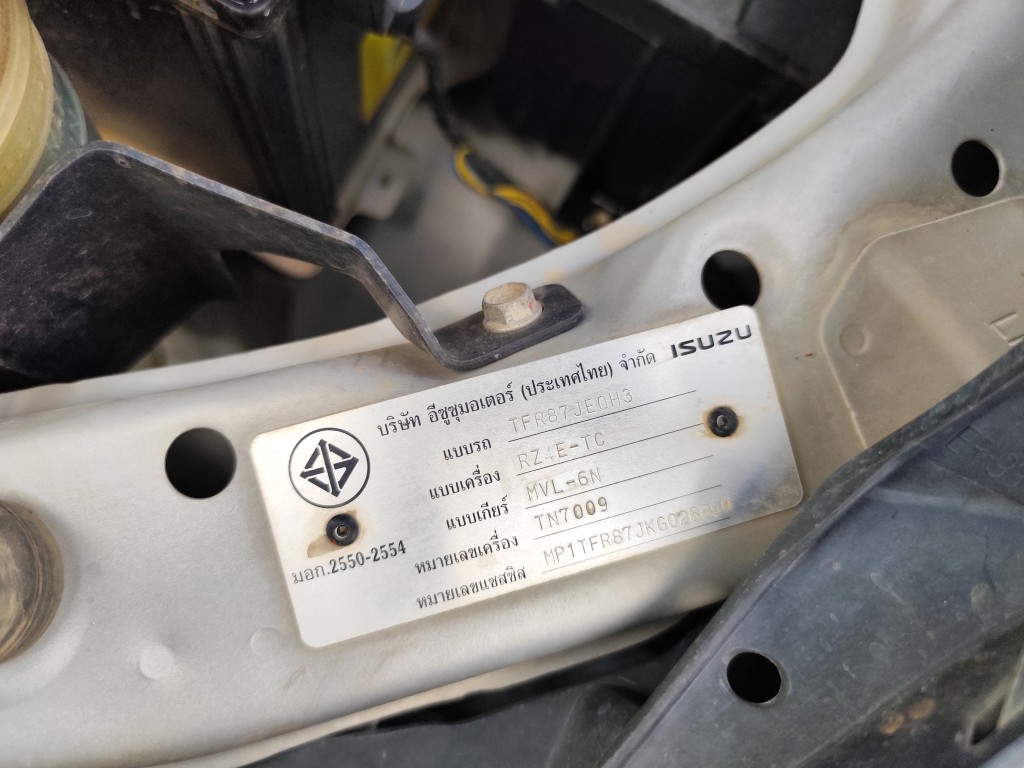 บริษัท อีซูซุมอเตอร์ (ประเทศไทย) จำกัด ISUZU
แบบรถ TFR87JE0H3
แบบเครื่อง RZ4E-TC
แบบเกียร์ MVL-6N
หมายเลขเครื่อง TN7009
หมายเลขแชสซิส
มอก.2550-2554